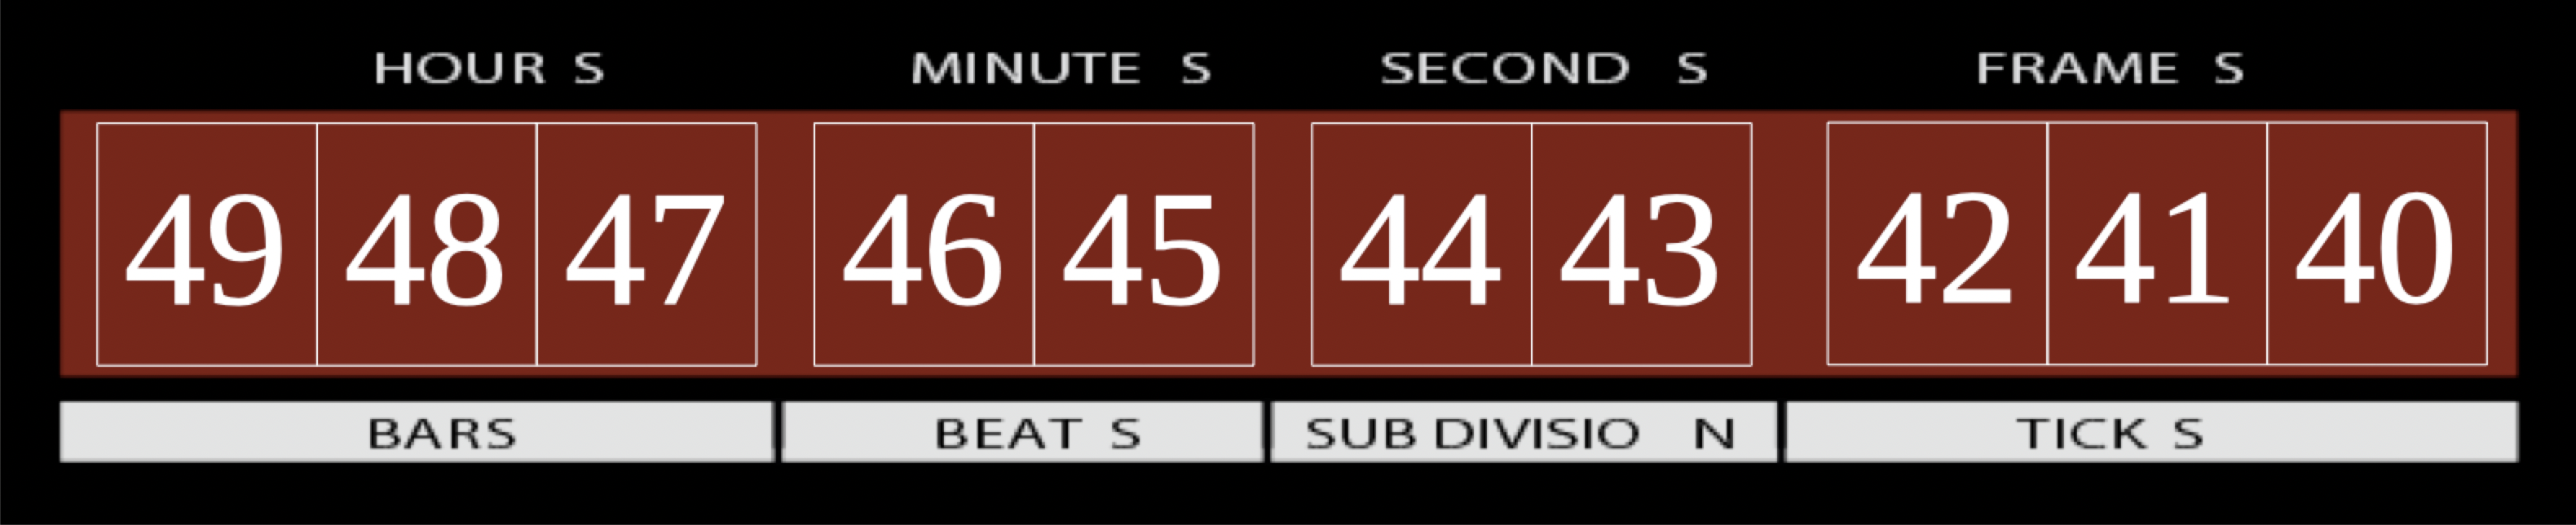 HOUR S MINUTE S SECOND S FRAME S
49 48 47 46 45 44 43 42 41 40
BARS BEAT S SUB DIVISIO N TICK S